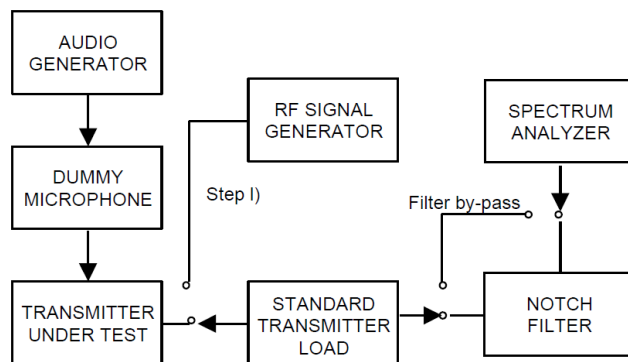 AUDIO
GENERATOR
RF SIGNAL
GENERATOR
SPECTRUM
ANALYZER
DUMMY
MICROPHONE
Step I)
Filter by-pass
TRANSMITTER
UNDER TEST
STANDARD
TRANSMITTER
LOAD
NOTCH
FILTER